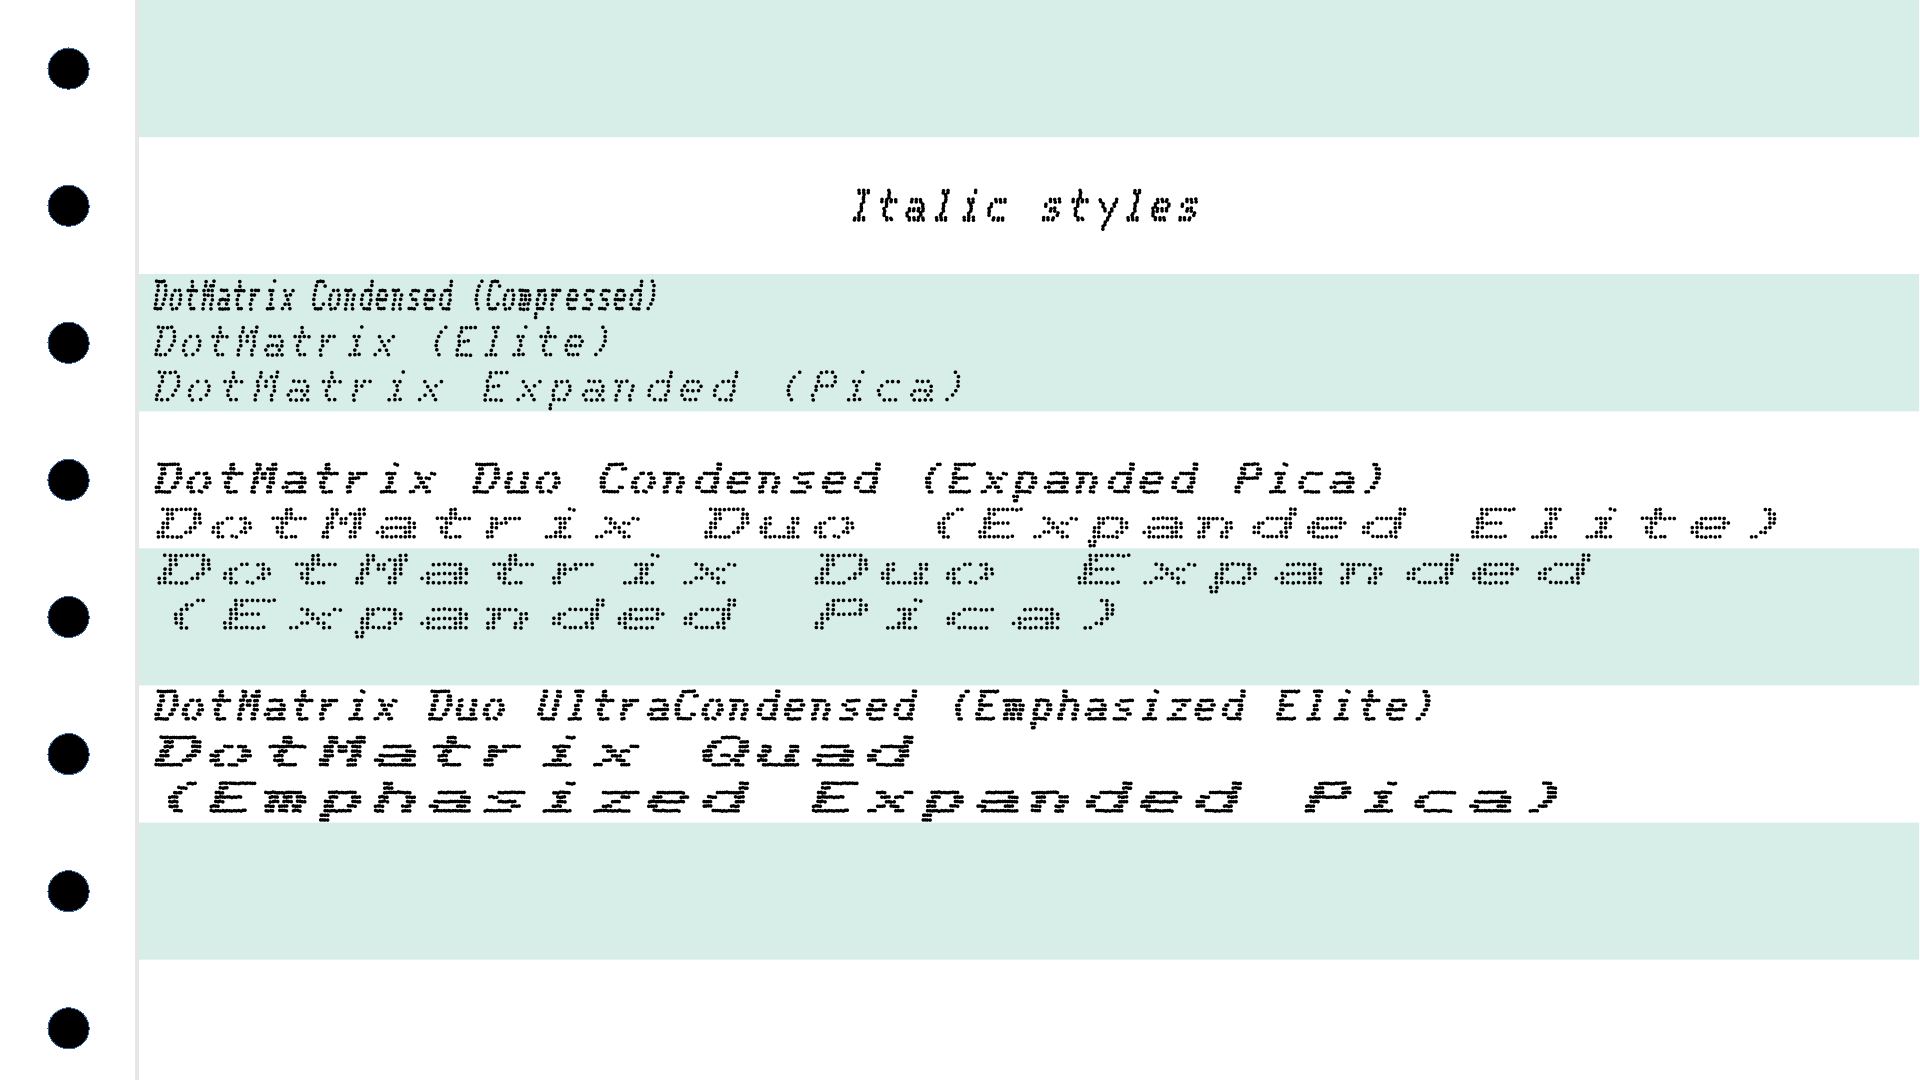 Italic styles
DotMatrix Condensed (Compressed)
DotMatrix (Elite)
DotMatrix Expanded (Pica)
DotMatrix Duo Condensed (Expanded Pica)
DotMatrix Duo (Expanded Elite)
DotMatrix Duo Expanded
(Expanded Pica)
DotMatrix Duo UltraCondensed (Emphasized Elite)
DotMatrix Quad
(Emphasized Expanded Pica)